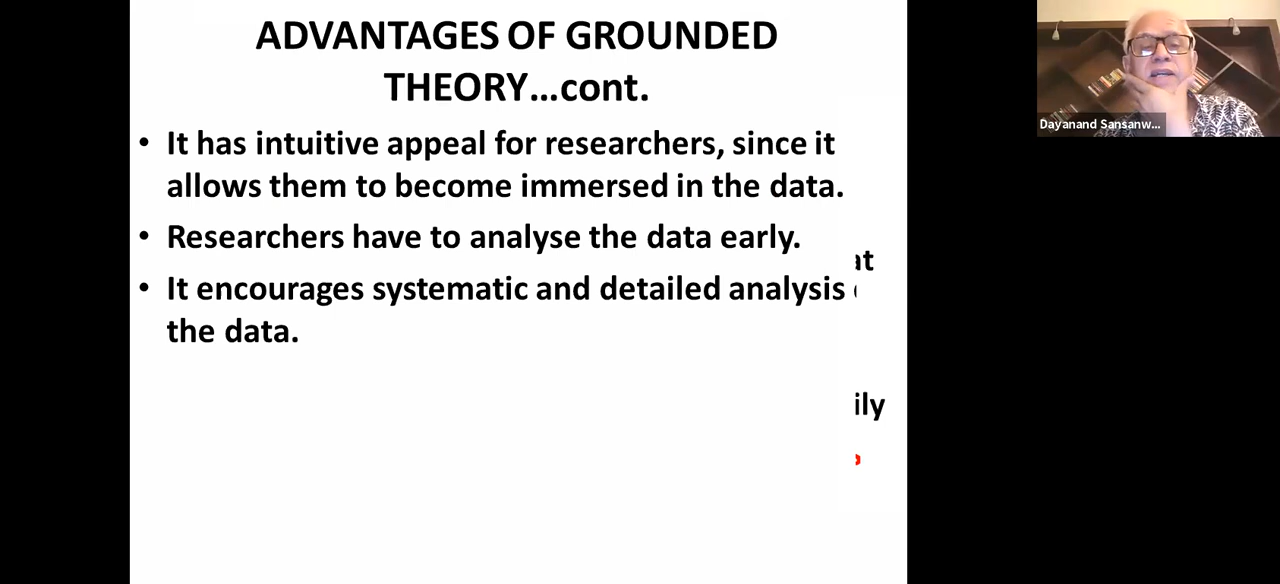 ADVANTAGES OF GROUNDED
THEORY...cont.
• It has intuitive appeal for researchers, since it
allows them to become immersed in the data.
• Researchers have to analyse the data early.
• It encourages systematic and detailed analysis
the data.
at
ily
Dayanand Sansanw...